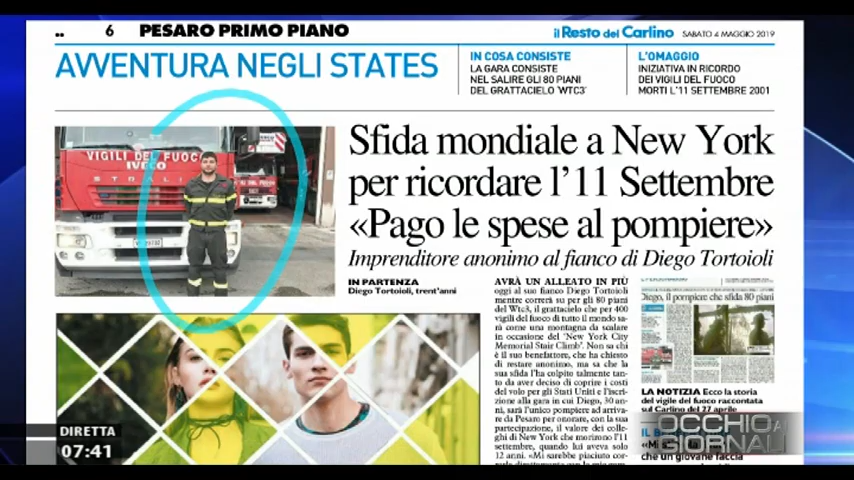 ..
6
PESARO PRIMO PIANO
il Resto del Carlino
SABATO 4 MAGGIO 2019
AVVENTURA NEGLI STATES
IN COSA CONSISTE
LA GARA CONSISTE
NEL SALIRE GLI 80 PIANI
DEL GRATTACIELO 'WTC3'
L'OMAGGIO
INIZIATIVA IN RICORDO
DEI VIGILI DEL FUOCO
MORTI L'11 SETTEMBRE 2001
VIGILI DEL FUOCO
IVECO
STRALIS
Sfida mondiale a New York
per ricordare l'11 Settembre
«Pago le spese al pompiere»
Imprenditore anonimo al fianco di Diego Tortoioli
IN PARTENZA
Diego Tortoioli, trent'anni
AVRÀ UN ALLEATO IN PIÙ
oggi al suo fianco Diego Tortoioli
mentre correrà su per gli 80 piani
del Wtc3, il grattacielo che per 400
vigili del fuoco di tutto il mondo sa-
rà come una montagna da scalare
in occasione del 'New York City
Memorial Stair Climb'. Non sa chi
è il suo benefattore, che ha chiesto
di restare anonimo, ma sa che la
sua sfida l'ha colpito talmente tan-
to da aver deciso di coprire i costi
del volo per gli Stati Uniti e l'iscri-
zione alla gara in cui Diego, 30 an-
ni, sarà l'unico pompiere ad arriva-
re da Pesaro per onorare, con la sua
partecipazione, il valore dei colle-
ghi di New York che morirono l'11
settembre, quando lui aveva solo
12 anni. «Mi sarebbe piaciuto cor-
Diego, il pompiere che sfida 80 piani
LA NOTIZIA Ecco la storia
del vigile del fuoco raccontata
sul Carlino del 27 aprile
che un giovane faccia
OCCHIO AI
GIORNALI
DIRETTA
07:41